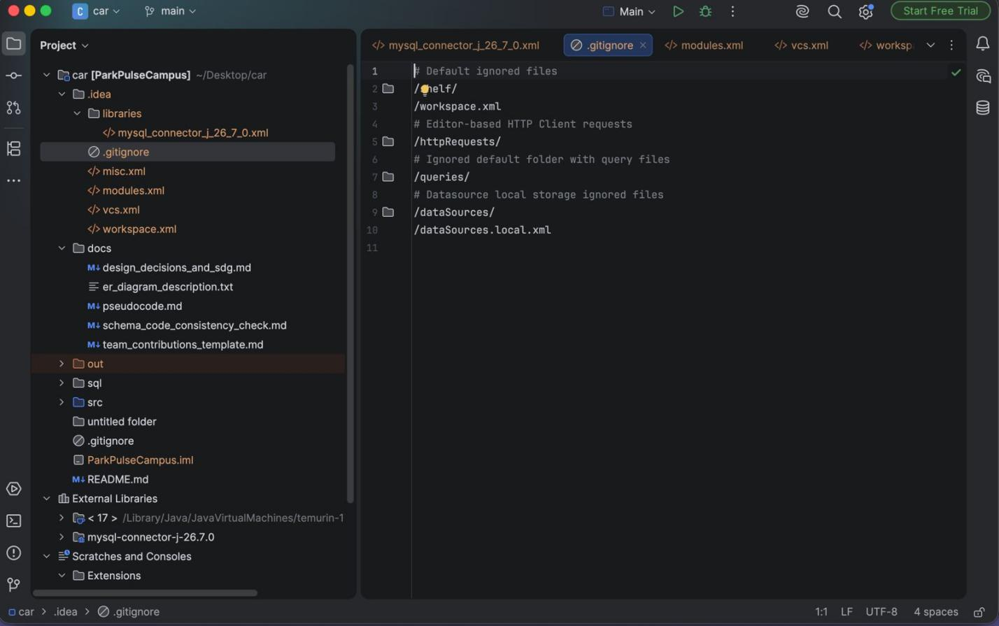 C car
main
Main
Start Free Trial
Project
car [ParkPulseCampus] ~/Desktop/car
.idea
libraries
</> mysql_connector_j_26_7_0.xml
.gitignore
</> misc.xml
</> modules.xml
</> vcs.xml
</> workspace.xml
docs
M↓ design_decisions_and_sdg.md
er_diagram_description.txt
M↓ pseudocode.md
M↓ schema_code_consistency_check.md
M↓ team_contributions_template.md
out
sql
src
untitled folder
.gitignore
ParkPulseCampus.iml
M↓ README.md
External Libraries
< 17 > /Library/Java/JavaVirtualMachines/temurin-1
mysql-connector-j-26.7.0
Scratches and Consoles
Extensions
</> mysql_connector_j_26_7_0.xml
.gitignore ×
</> modules.xml
</> vcs.xml
</> worksp
1 # Default ignored files
2 /shelf/
3 /workspace.xml
4 # Editor-based HTTP Client requests
5 /httpRequests/
6 # Ignored default folder with query files
7 /queries/
8 # Datasource local storage ignored files
9 /dataSources/
10 /dataSources.local.xml
11
car > .idea > .gitignore
1:1 LF UTF-8 4 spaces